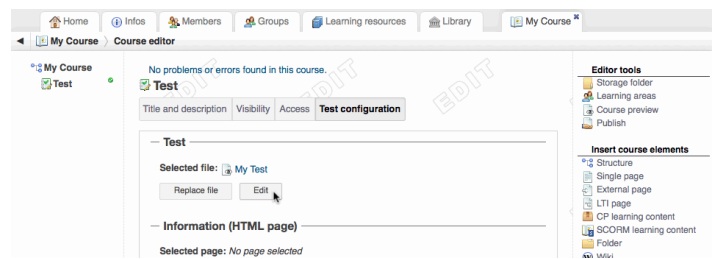 Home Infos Members Groups Learning resources Library My Course ×
My Course Course editor
My Course
Test
No problems or errors found in this course.
Test
Title and description Visibility Access Test configuration
Test
Selected file: My Test
Replace file Edit
Information (HTML page)
Selected page: No page selected
EDIT
EDIT
EDIT
Editor tools
Storage folder
Learning areas
Course preview
Publish
Insert course elements
Structure
Single page
External page
LTI page
CP learning content
SCORM learning content
Folder
Wiki